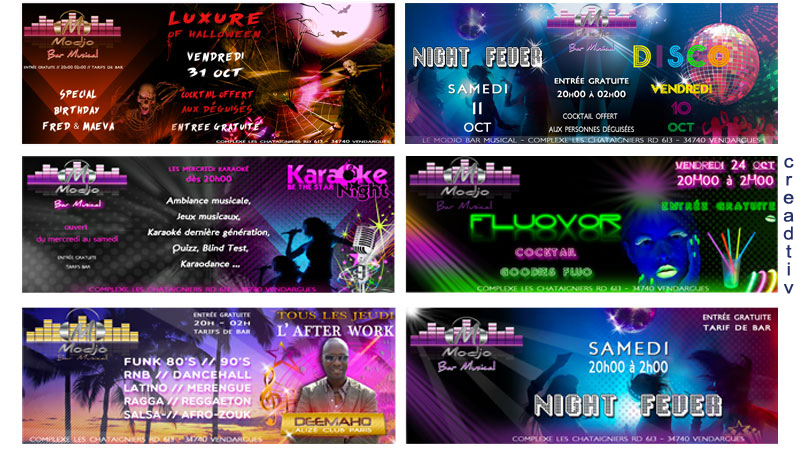 Modjo
Bar Musical
ENTRÉE GRATUITE // 20H00 02H00 // TARIFS DE BAR
SPECIAL
BIRTHDAY
FRED & MAEVA
LUXURE
OF HALLOWEEN
VENDREDI
31 OCT
COCKTAIL OFFERT
AUX DÉGUISÉS
ENTREE GRATUITE
COMPLEXE LES CHATAIGNIERS RD 613 - 34740 VENDARGUES
Modjo
Bar Musical
NIGHT FEVER
SAMEDI
11
OCT
ENTRÉE GRATUITE
20H00 À 02H00
COCKTAIL OFFERT
AUX PERSONNES DÉGUISÉES
DISCO
VENDREDI
10
OCT
LE MODJO BAR MUSICAL - COMPLEXE LES CHATAIGNIERS RD 613 - 34740 VENDARGUES
Modjo
Bar Musical
ouvert
du mercredi au samedi
ENTRÉE GRATUITE
TARIFS BAR
LES MERCREDI KARAOKÉ
dès 20h00
Ambiance musicale,
Jeux musicaux,
Karaoké dernière génération,
Quizz, Blind Test,
Karaodance ...
Karaoke
BE THE STAR
Night
COMPLEXE LES CHATAIGNIERS RD 613 - 34740 VENDARGUES
Modjo
Bar Musical
VENDREDI 24 OCT
20H00 à 2H00
ENTRÉE GRATUITE
FLUOVOR
COCKTAIL
GOODIES FLUO
COMPLEXE LES CHATAIGNIERS RD 613 - 34740 VENDARGUES
creadtiv
Modjo
Bar Musical
ENTRÉE GRATUITE
20H - 02H
TARIFS DE BAR
FUNK 80'S // 90'S
RNB // DANCEHALL
LATINO // MERENGUE
RAGGA // REGGAETON
SALSA-// AFRO-ZOUK
TOUS LES JEUDI
L'AFTER WORK
DEEMAHO
ALIZÉ CLUB PARIS
COMPLEXE LES CHATAIGNIERS RD 613 - 34740 VENDARGUES
Modjo
Bar Musical
ENTRÉE GRATUITE
TARIF DE BAR
SAMEDI
20h00 à 2h00
NIGHT FEVER
COMPLEXE LES CHATAIGNIERS RD 613 - 34740 VENDARGUES